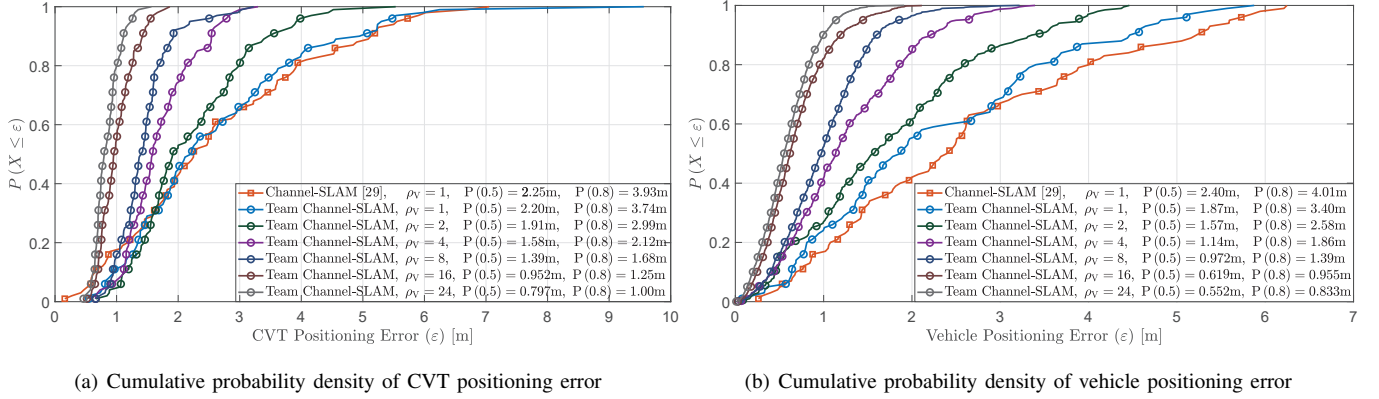 P (X ≤ ε)
1
0.8
0.6
0.4
0.2
0
Channel-SLAM [29], ρV = 1, P (0.5) = 2.25m, P (0.8) = 3.93m
Team Channel-SLAM, ρV = 1, P (0.5) = 2.20m, P (0.8) = 3.74m
Team Channel-SLAM, ρV = 2, P (0.5) = 1.91m, P (0.8) = 2.99m
Team Channel-SLAM, ρV = 4, P (0.5) = 1.58m, P (0.8) = 2.12m
Team Channel-SLAM, ρV = 8, P (0.5) = 1.39m, P (0.8) = 1.68m
Team Channel-SLAM, ρV = 16, P (0.5) = 0.952m, P (0.8) = 1.25m
Team Channel-SLAM, ρV = 24, P (0.5) = 0.797m, P (0.8) = 1.00m
0 1 2 3 4 5 6 7 8 9 10
CVT Positioning Error (ε) [m]
(a) Cumulative probability density of CVT positioning error
P (X ≤ ε)
1
0.8
0.6
0.4
0.2
0
Channel-SLAM [29], ρV = 1, P (0.5) = 2.40m, P (0.8) = 4.01m
Team Channel-SLAM, ρV = 1, P (0.5) = 1.87m, P (0.8) = 3.40m
Team Channel-SLAM, ρV = 2, P (0.5) = 1.57m, P (0.8) = 2.58m
Team Channel-SLAM, ρV = 4, P (0.5) = 1.14m, P (0.8) = 1.86m
Team Channel-SLAM, ρV = 8, P (0.5) = 0.972m, P (0.8) = 1.39m
Team Channel-SLAM, ρV = 16, P (0.5) = 0.619m, P (0.8) = 0.955m
Team Channel-SLAM, ρV = 24, P (0.5) = 0.552m, P (0.8) = 0.833m
0 1 2 3 4 5 6 7
Vehicle Positioning Error (ε) [m]
(b) Cumulative probability density of vehicle positioning error